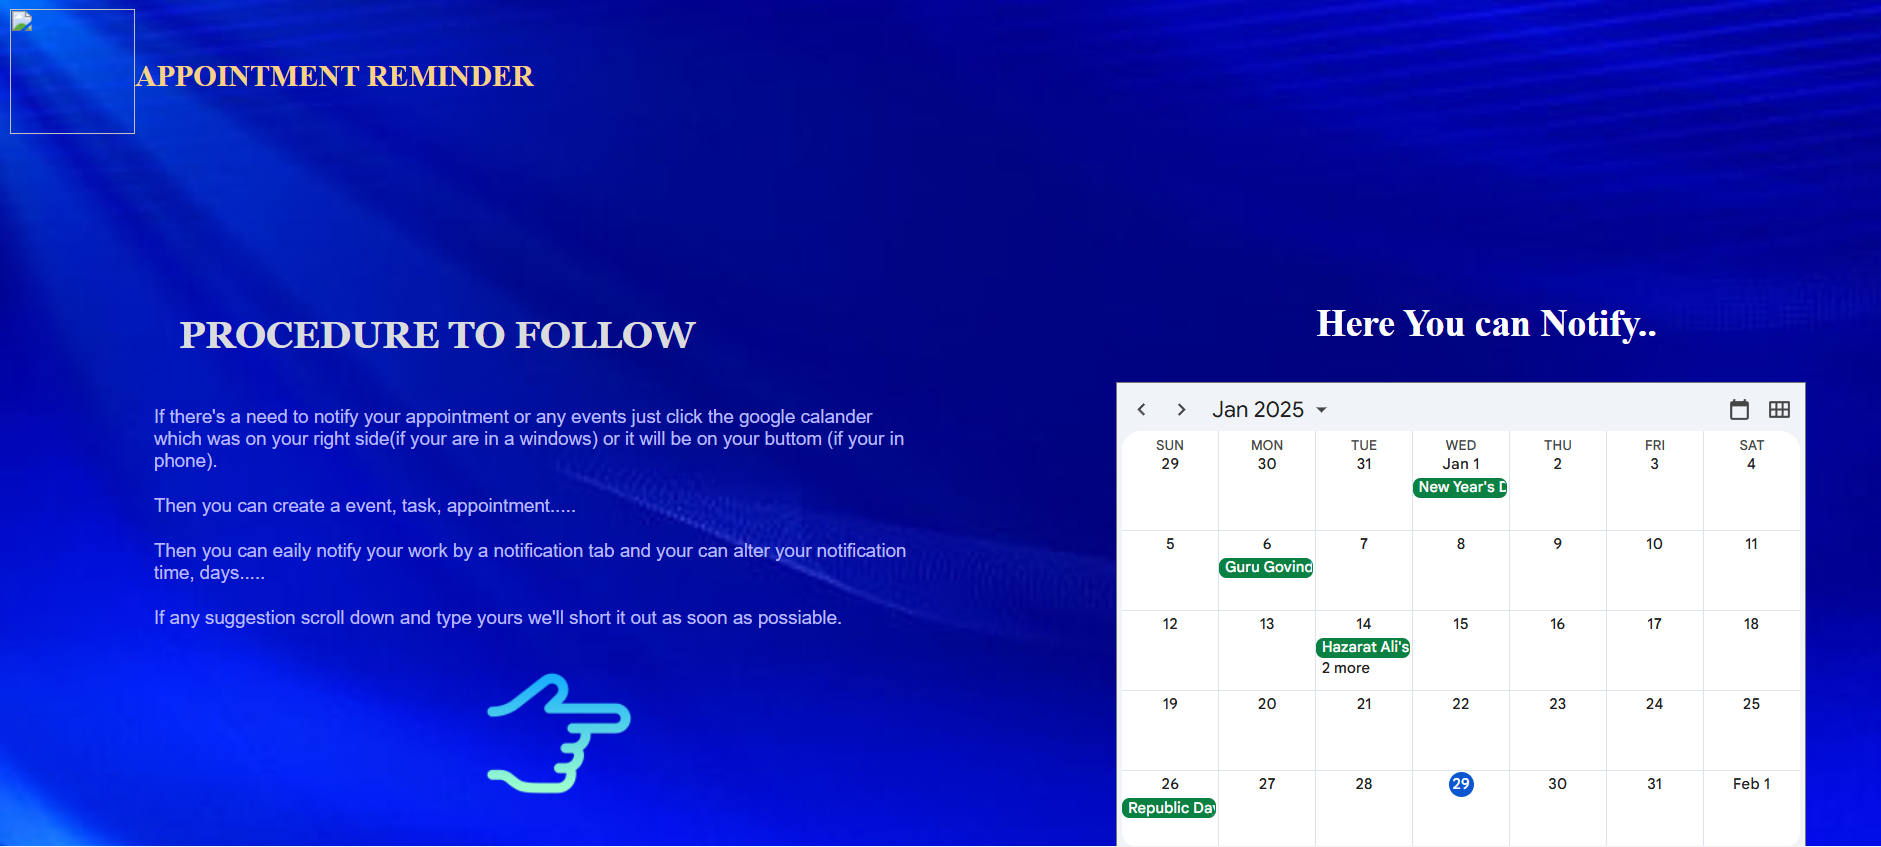 APPOINTMENT REMINDER
PROCEDURE TO FOLLOW
If there's a need to notify your appointment or any events just click the google calander
which was on your right side(if your are in a windows) or it will be on your buttom (if your in
phone).
Then you can create a event, task, appointment.....
Then you can eaily notify your work by a notification tab and your can alter your notification
time, days.....
If any suggestion scroll down and type yours we'll short it out as soon as possiable.
Here You can Notify..
Jan 2025
SUN MON TUE WED THU FRI SAT
29 30 31 Jan 1 2 3 4
New Year's D
5 6 7 8 9 10 11
Guru Govind
12 13 14 15 16 17 18
Hazarat Ali's
2 more
19 20 21 22 23 24 25
26 27 28 29 30 31 Feb 1
Republic Day